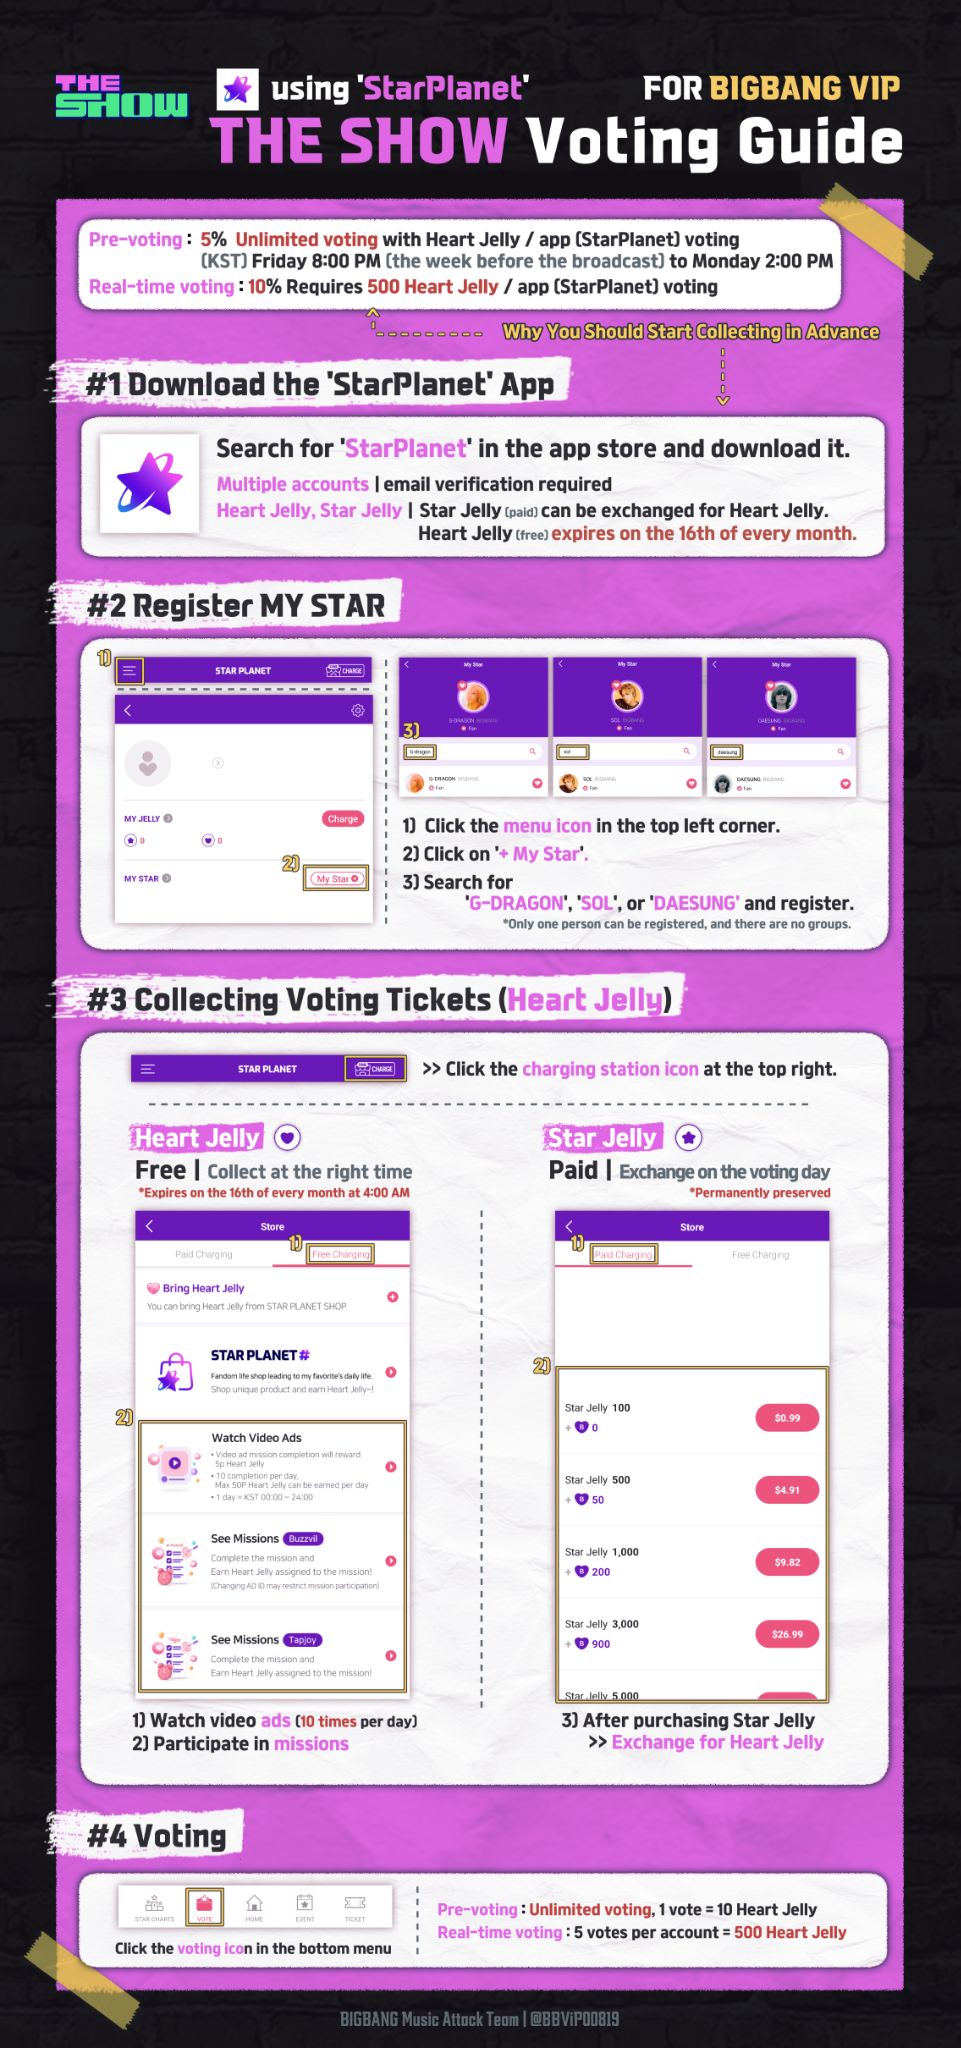 THE SHOW
using 'StarPlanet'
FOR BIGBANG VIP
THE SHOW Voting Guide
Pre-voting : 5% Unlimited voting with Heart Jelly / app (StarPlanet) voting
(KST) Friday 8:00 PM (the week before the broadcast) to Monday 2:00 PM
Real-time voting : 10% Requires 500 Heart Jelly / app (StarPlanet) voting
Why You Should Start Collecting in Advance
#1 Download the 'StarPlanet' App
Search for 'StarPlanet' in the app store and download it.
Multiple accounts | email verification required
Heart Jelly, Star Jelly | Star Jelly (paid) can be exchanged for Heart Jelly.
Heart Jelly (free) expires on the 16th of every month.
#2 Register MY STAR
1)
STAR PLANET
CHARGE
MY JELLY
Charge
0
0
2)
MY STAR
My Star
My Star
G-DRAGON BIGBANG
Fan
3)
G-dragon
G-DRAGON BIGBANG
Fan
My Star
SOL BIGBANG
Fan
sol
SOL BIGBANG
Fan
My Star
DAESUNG BIGBANG
Fan
daesung
DAESUNG BIGBANG
Fan
1) Click the menu icon in the top left corner.
2) Click on '+ My Star'.
3) Search for
'G-DRAGON', 'SOL', or 'DAESUNG' and register.
*Only one person can be registered, and there are no groups.
#3 Collecting Voting Tickets (Heart Jelly)
STAR PLANET
CHARGE
>> Click the charging station icon at the top right.
Heart Jelly
Free | Collect at the right time
*Expires on the 16th of every month at 4:00 AM
Store
1)
Paid Charging
Free Charging
Bring Heart Jelly
You can bring Heart Jelly from STAR PLANET SHOP
STAR PLANET #
Fandom life shop leading to my favorite's daily life.
Shop unique product and earn Heart Jelly~!
2)
Watch Video Ads
• Video ad mission completion will reward
5p Heart Jelly
• 10 completion per day,
Max 50P Heart Jelly can be earned per day
• 1 day = KST 00:00 ~ 24:00
See Missions Buzzvil
Complete the mission and
Earn Heart Jelly assigned to the mission!
(Changing AD ID may restrict mission participation)
See Missions Tapjoy
Complete the mission and
Earn Heart Jelly assigned to the mission!
1) Watch video ads (10 times per day)
2) Participate in missions
Star Jelly
Paid | Exchange on the voting day
*Permanently preserved
Store
1)
Paid Charging
Free Charging
2)
Star Jelly 100
+ B 0
$0.99
Star Jelly 500
+ B 50
$4.91
Star Jelly 1,000
+ B 200
$9.82
Star Jelly 3,000
+ B 900
$26.99
Star Jelly 5,000
3) After purchasing Star Jelly
>> Exchange for Heart Jelly
#4 Voting
STAR CHARTS
VOTE
HOME
EVENT
TICKET
Click the voting icon in the bottom menu
Pre-voting : Unlimited voting, 1 vote = 10 Heart Jelly
Real-time voting : 5 votes per account = 500 Heart Jelly
BIGBANG Music Attack Team | @BBViP00819